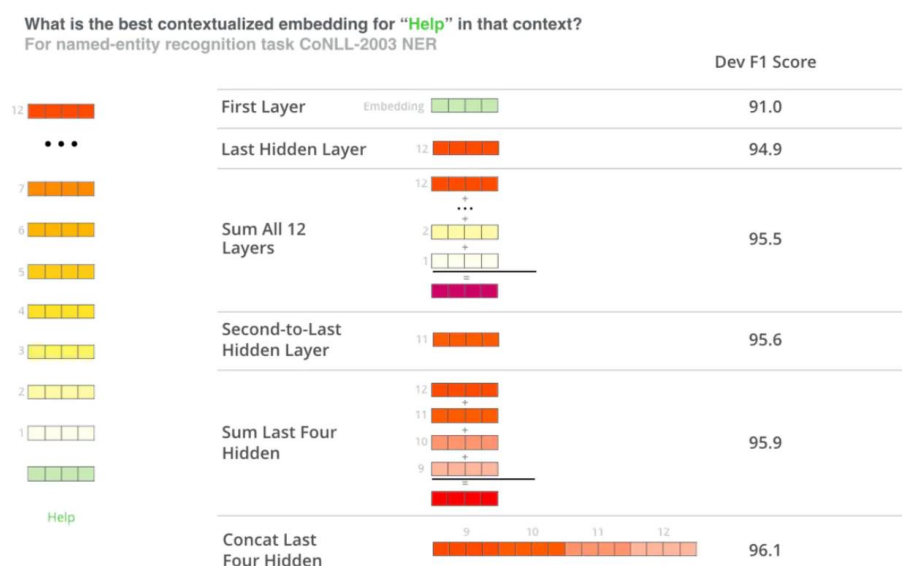 What is the best contextualized embedding for “Help” in that context?
For named-entity recognition task CoNLL-2003 NER
Dev F1 Score
12
7
6
5
4
3
2
1
Help
First Layer Embedding 91.0
Last Hidden Layer 12 94.9
12
+
...
+
Sum All 12
Layers
2
+
1
=
95.5
Second-to-Last
Hidden Layer
11
95.6
12
+
11
+
Sum Last Four
Hidden
10
+
9
=
95.9
9 10 11 12
Concat Last
Four Hidden
96.1